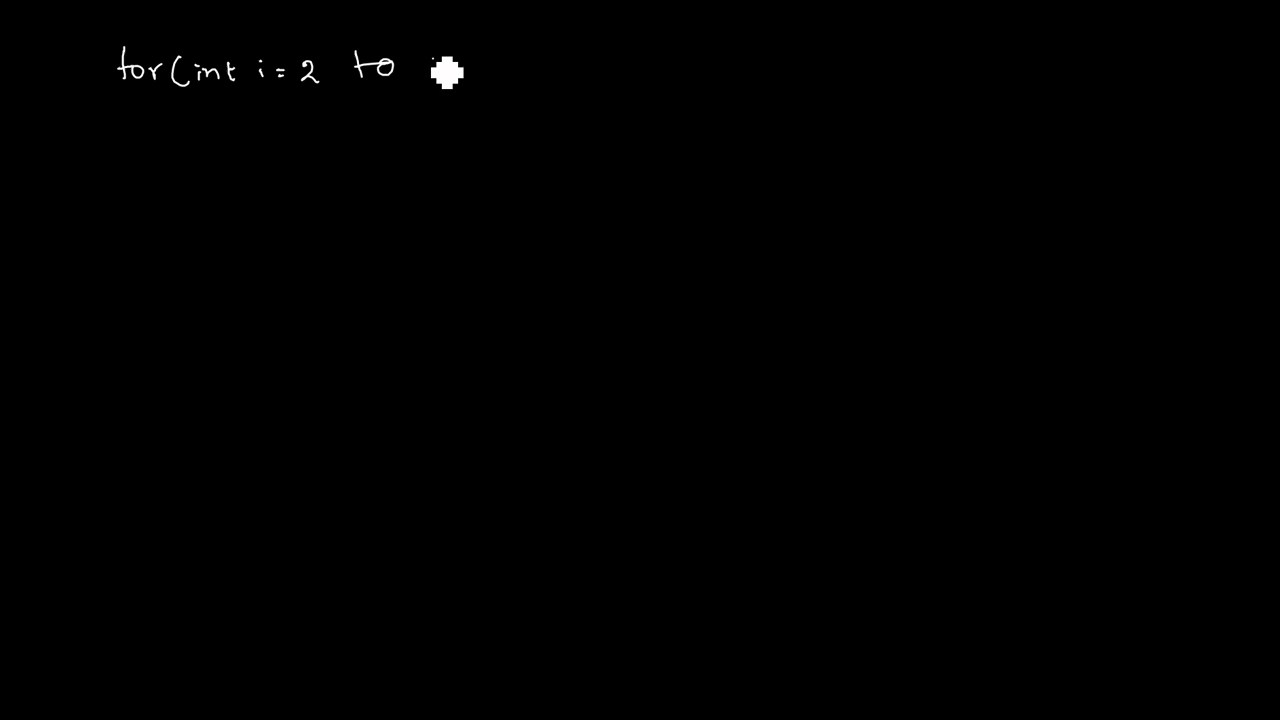 for(int i = 2 to